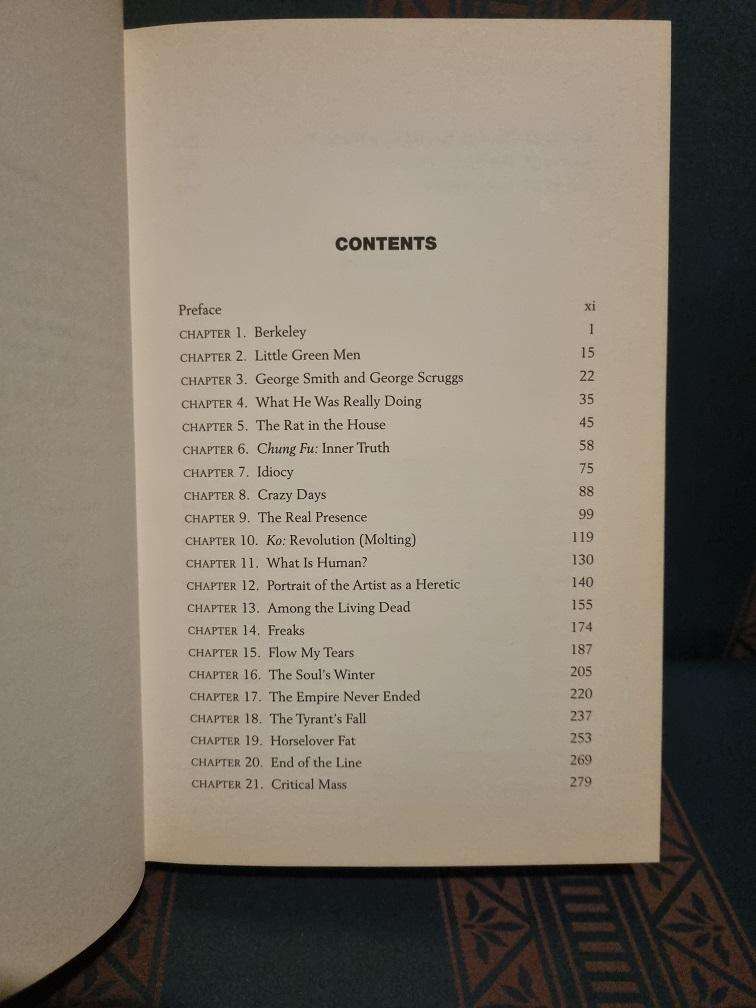 CONTENTS
Preface xi
CHAPTER 1. Berkeley 1
CHAPTER 2. Little Green Men 15
CHAPTER 3. George Smith and George Scruggs 22
CHAPTER 4. What He Was Really Doing 35
CHAPTER 5. The Rat in the House 45
CHAPTER 6. Chung Fu: Inner Truth 58
CHAPTER 7. Idiocy 75
CHAPTER 8. Crazy Days 88
CHAPTER 9. The Real Presence 99
CHAPTER 10. Ko: Revolution (Molting) 119
CHAPTER 11. What Is Human? 130
CHAPTER 12. Portrait of the Artist as a Heretic 140
CHAPTER 13. Among the Living Dead 155
CHAPTER 14. Freaks 174
CHAPTER 15. Flow My Tears 187
CHAPTER 16. The Soul's Winter 205
CHAPTER 17. The Empire Never Ended 220
CHAPTER 18. The Tyrant's Fall 237
CHAPTER 19. Horselover Fat 253
CHAPTER 20. End of the Line 269
CHAPTER 21. Critical Mass 279